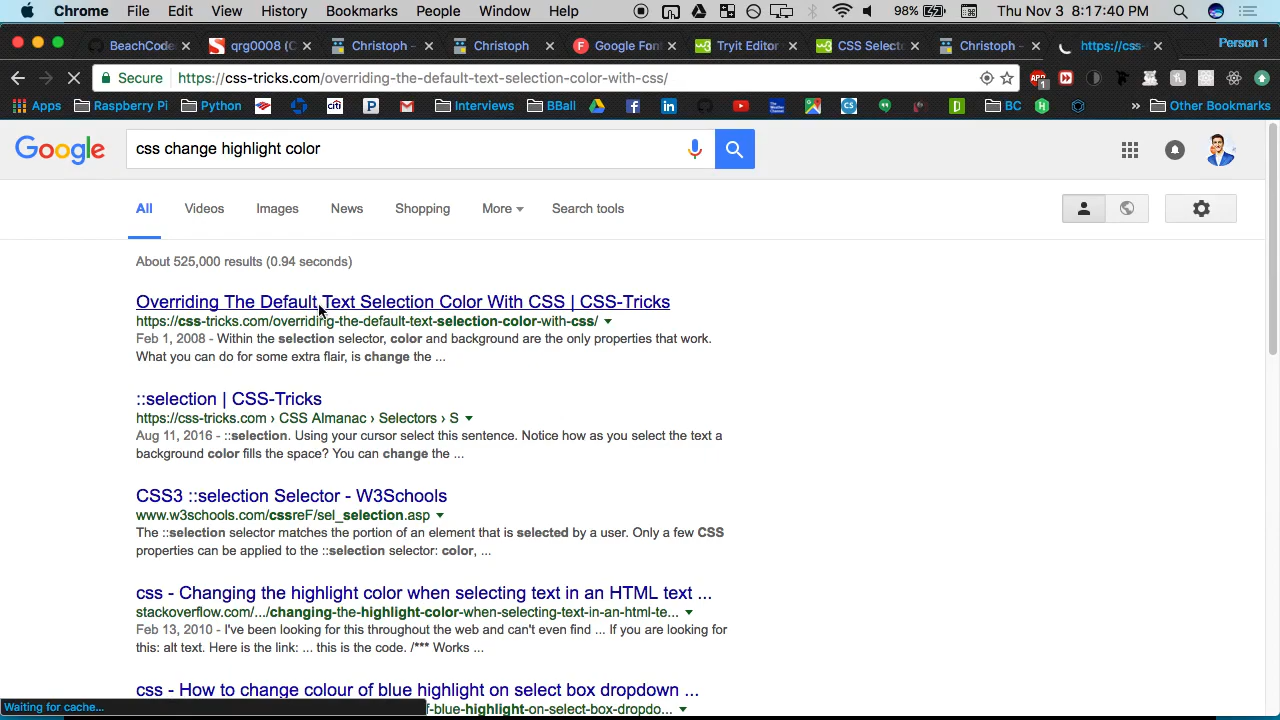 Chrome File Edit View History Bookmarks People Window Help 98% Thu Nov 3 8:17:40 PM
BeachCode qrg0008 (C Christoph - Christoph Google Fon Tryit Editor CSS Select Christoph - https://css- Person 1
Secure https://css-tricks.com/overriding-the-default-text-selection-color-with-css/
Apps Raspberry Pi Python citi Interviews BBall BC » Other Bookmarks
Google css change highlight color
All Videos Images News Shopping More Search tools
About 525,000 results (0.94 seconds)
Overriding The Default Text Selection Color With CSS | CSS-Tricks
https://css-tricks.com/overriding-the-default-text-selection-color-with-css/
Feb 1, 2008 - Within the selection selector, color and background are the only properties that work.
What you can do for some extra flair, is change the ...
::selection | CSS-Tricks
https://css-tricks.com › CSS Almanac › Selectors › S
Aug 11, 2016 - ::selection. Using your cursor select this sentence. Notice how as you select the text a
background color fills the space? You can change the ...
CSS3 ::selection Selector - W3Schools
www.w3schools.com/cssreF/sel_selection.asp
The ::selection selector matches the portion of an element that is selected by a user. Only a few CSS
properties can be applied to the ::selection selector: color, ...
css - Changing the highlight color when selecting text in an HTML text ...
stackoverflow.com/.../changing-the-highlight-color-when-selecting-text-in-an-html-te...
Feb 13, 2010 - I've been looking for this throughout the web and can't even find ... If you are looking for
this: alt text. Here is the link: ... this is the code. /*** Works ...
css - How to change colour of blue highlight on select box dropdown ...
Waiting for cache... f-blue-highlight-on-select-box-dropdo...